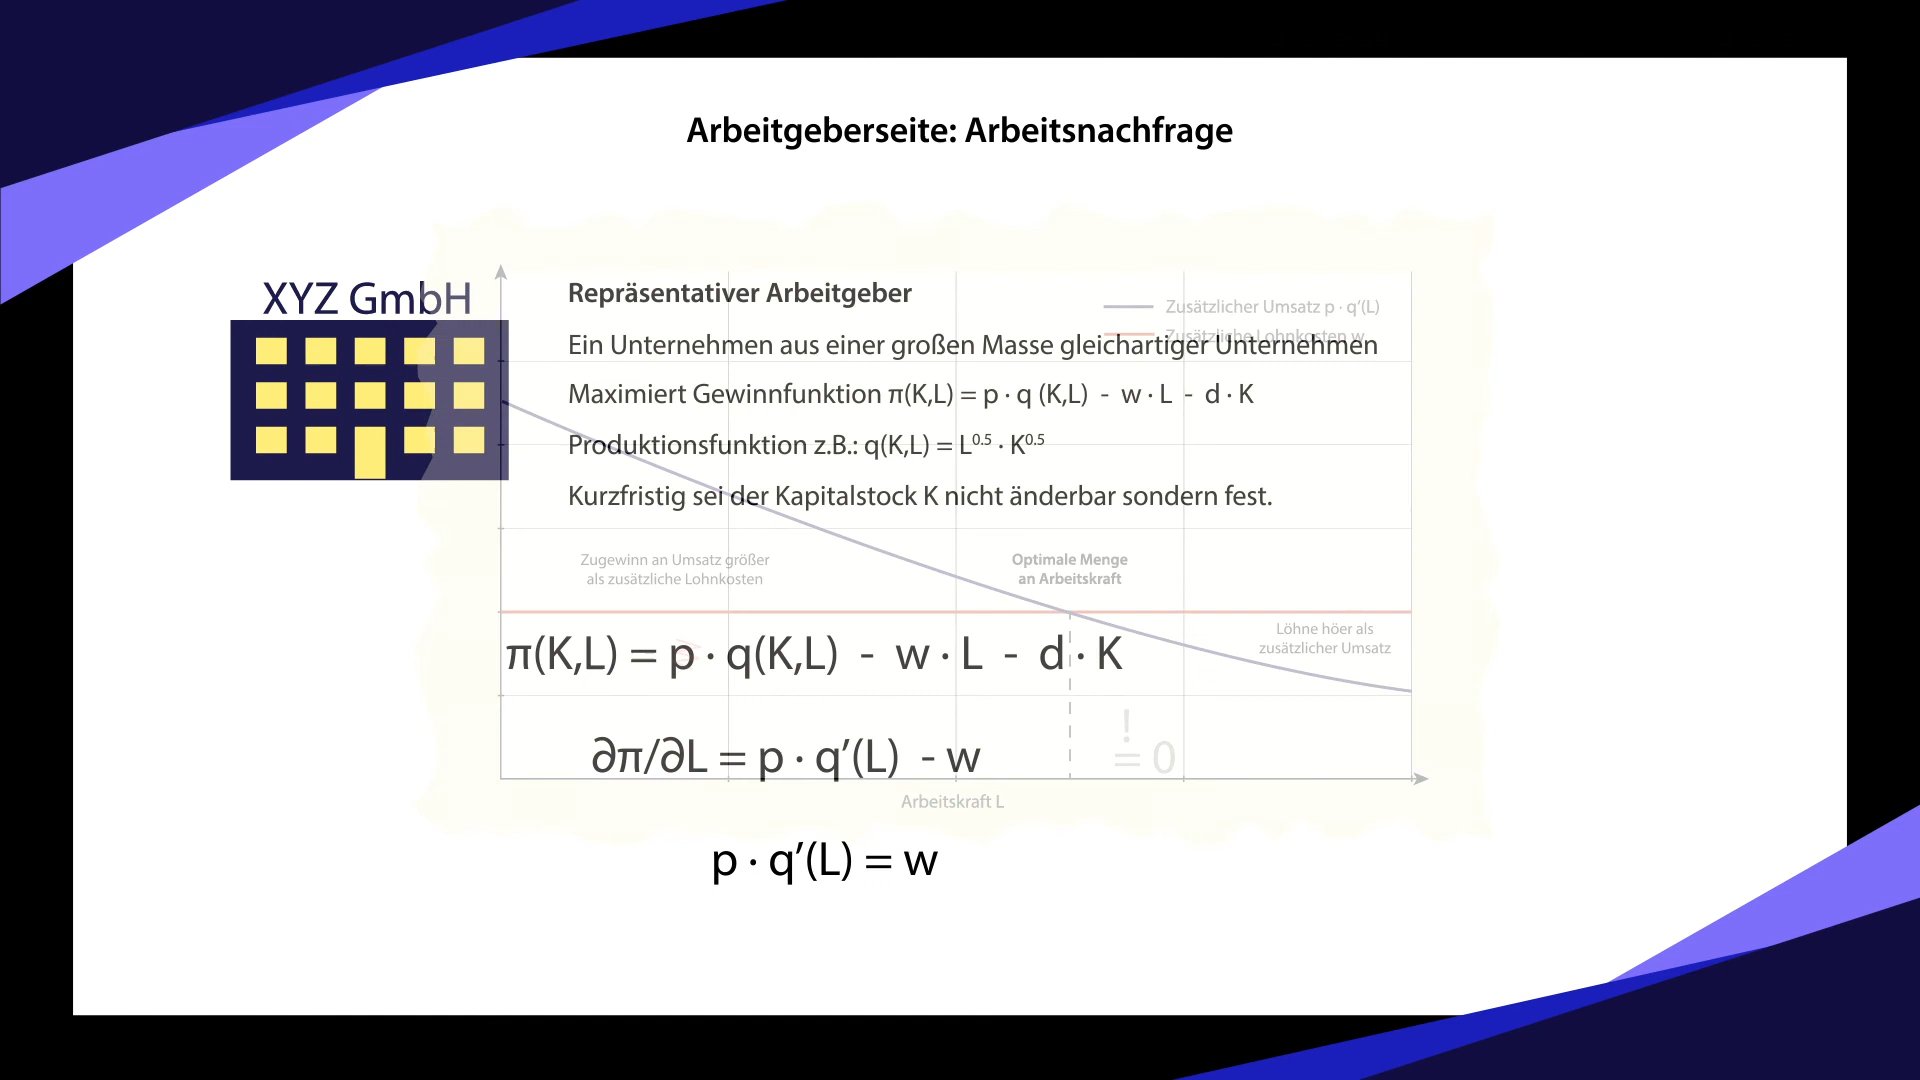 Arbeitgeberseite: Arbeitsnachfrage
XYZ GmbH
Repräsentativer Arbeitgeber
Zusätzlicher Umsatz p · q’(L)
Zusätzliche Lohnkosten w
Ein Unternehmen aus einer großen Masse gleichartiger Unternehmen
Maximiert Gewinnfunktion π(K,L) = p · q (K,L) - w · L - d · K
Produktionsfunktion z.B.: q(K,L) = L^0.5 · K^0.5
Kurzfristig sei der Kapitalstock K nicht änderbar sondern fest.
Zugewinn an Umsatz größer
als zusätzliche Lohnkosten
Optimale Menge
an Arbeitskraft
Löhne höer als
zusätzlicher Umsatz
π(K,L) = p · q(K,L) - w · L - d · K
∂π/∂L = p · q’(L) - w
!
= 0
Arbeitskraft L
p · q’(L) = w